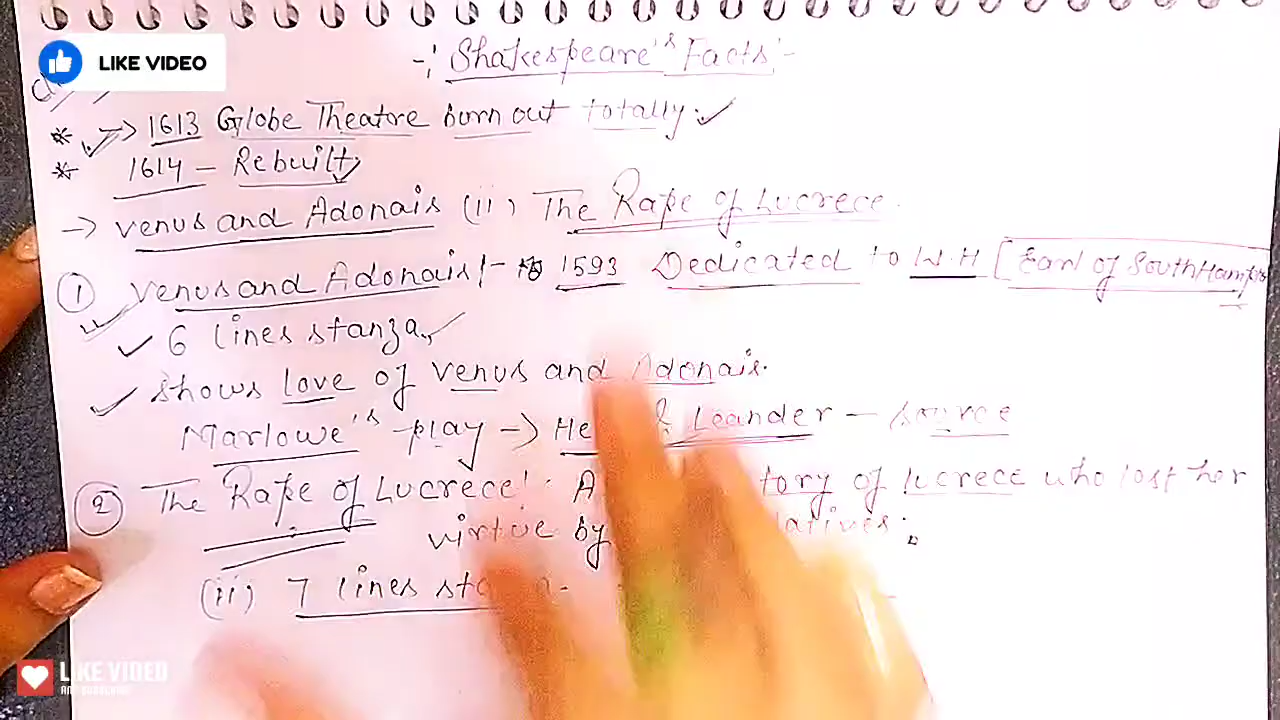 LIKE VIDEO
-: Shakespeare's Facts:-
* → 1613 Globe Theatre burn out totally.
* 1614 - Rebuilt
→ venus and Adonais (ii) The Rape of Lucrece.
① venus and Adonais:- 1593 Dedicated to W.H [Earl of SouthHampto
6 lines stanza.
shows love of venus and Adonais.
Marlowe's play → Leander - source
② The Rape of Lucrece: of Lucrece who lost her
virtue by
(ii) 7 lines
LIKE VIDEO
AND SUBSCRIBE